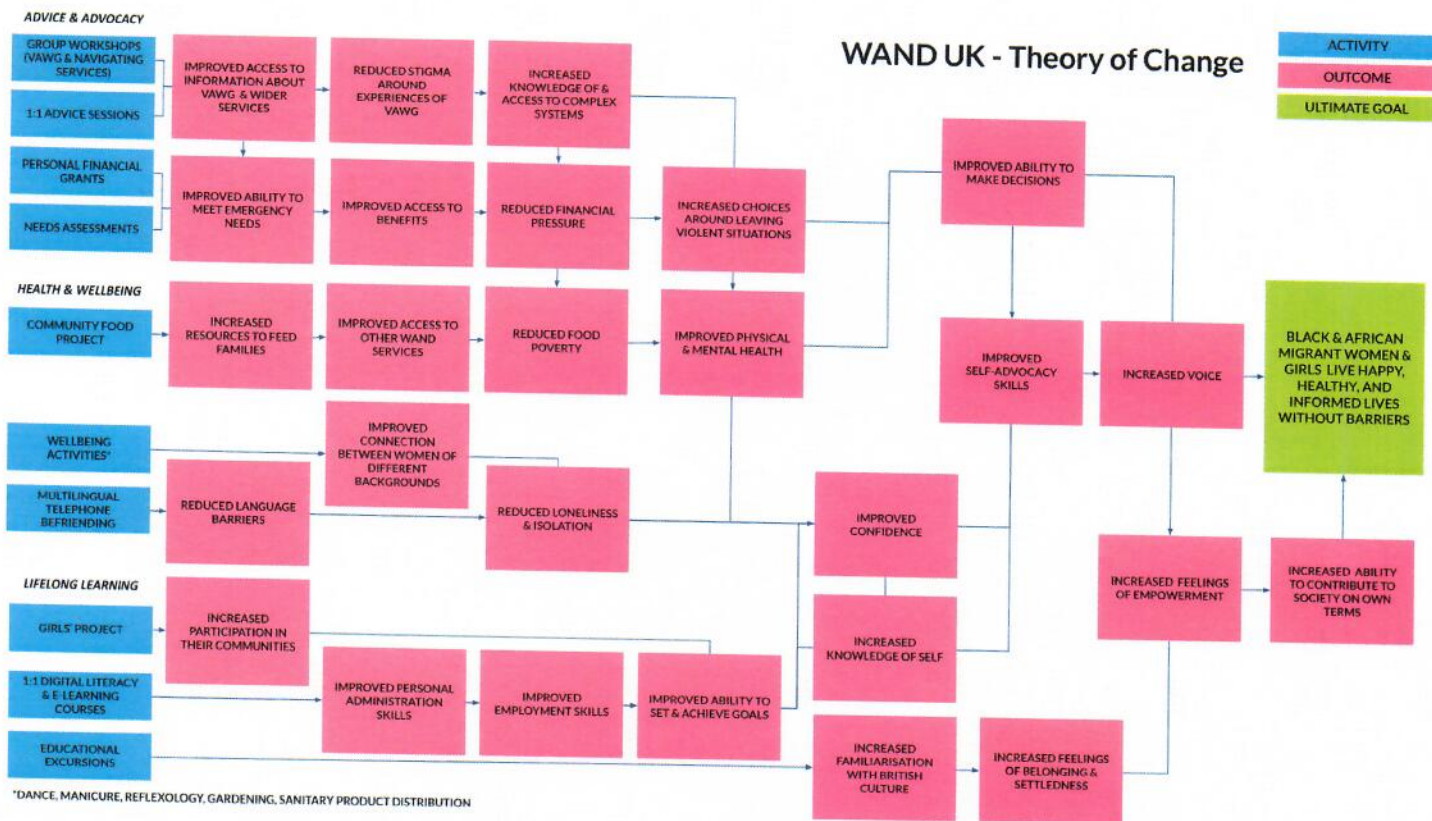 ADVICE & ADVOCACY
GROUP WORKSHOPS
(VAWG & NAVIGATING
SERVICES)
1:1 ADVICE SESSIONS
PERSONAL FINANCIAL
GRANTS
NEEDS ASSESSMENTS
IMPROVED ACCESS TO
INFORMATION ABOUT
VAWG & WIDER
SERVICES
REDUCED STIGMA
AROUND
EXPERIENCES OF
VAWG
INCREASED
KNOWLEDGE OF &
ACCESS TO COMPLEX
SYSTEMS
WAND UK - Theory of Change
ACTIVITY
OUTCOME
ULTIMATE GOAL
IMPROVED ABILITY TO
MEET EMERGENCY
NEEDS
IMPROVED ACCESS TO
BENEFITS
REDUCED FINANCIAL
PRESSURE
INCREASED CHOICES
AROUND LEAVING
VIOLENT SITUATIONS
IMPROVED ABILITY TO
MAKE DECISIONS
HEALTH & WELLBEING
COMMUNITY FOOD
PROJECT
INCREASED
RESOURCES TO FEED
FAMILIES
IMPROVED ACCESS TO
OTHER WAND
SERVICES
REDUCED FOOD
POVERTY
IMPROVED PHYSICAL
& MENTAL HEALTH
IMPROVED
SELF-ADVOCACY
SKILLS
INCREASED VOICE
BLACK & AFRICAN
MIGRANT WOMEN &
GIRLS LIVE HAPPY,
HEALTHY, AND
INFORMED LIVES
WITHOUT BARRIERS
WELLBEING
ACTIVITIES*
IMPROVED
CONNECTION
BETWEEN WOMEN OF
DIFFERENT
BACKGROUNDS
MULTILINGUAL
TELEPHONE
BEFRIENDING
REDUCED LANGUAGE
BARRIERS
REDUCED LONELINESS
& ISOLATION
IMPROVED
CONFIDENCE
LIFELONG LEARNING
GIRLS' PROJECT
INCREASED
PARTICIPATION IN
THEIR COMMUNITIES
INCREASED
KNOWLEDGE OF SELF
INCREASED FEELINGS
OF EMPOWERMENT
INCREASED ABILITY
TO CONTRIBUTE TO
SOCIETY ON OWN
TERMS
1:1 DIGITAL LITERACY
& E-LEARNING
COURSES
IMPROVED PERSONAL
ADMINISTRATION
SKILLS
IMPROVED
EMPLOYMENT SKILLS
IMPROVED ABILITY TO
SET & ACHIEVE GOALS
EDUCATIONAL
EXCURSIONS
INCREASED
FAMILIARISATION
WITH BRITISH
CULTURE
INCREASED FEELINGS
OF BELONGING &
SETTLEDNESS
*DANCE, MANICURE, REFLEXOLOGY, GARDENING, SANITARY PRODUCT DISTRIBUTION